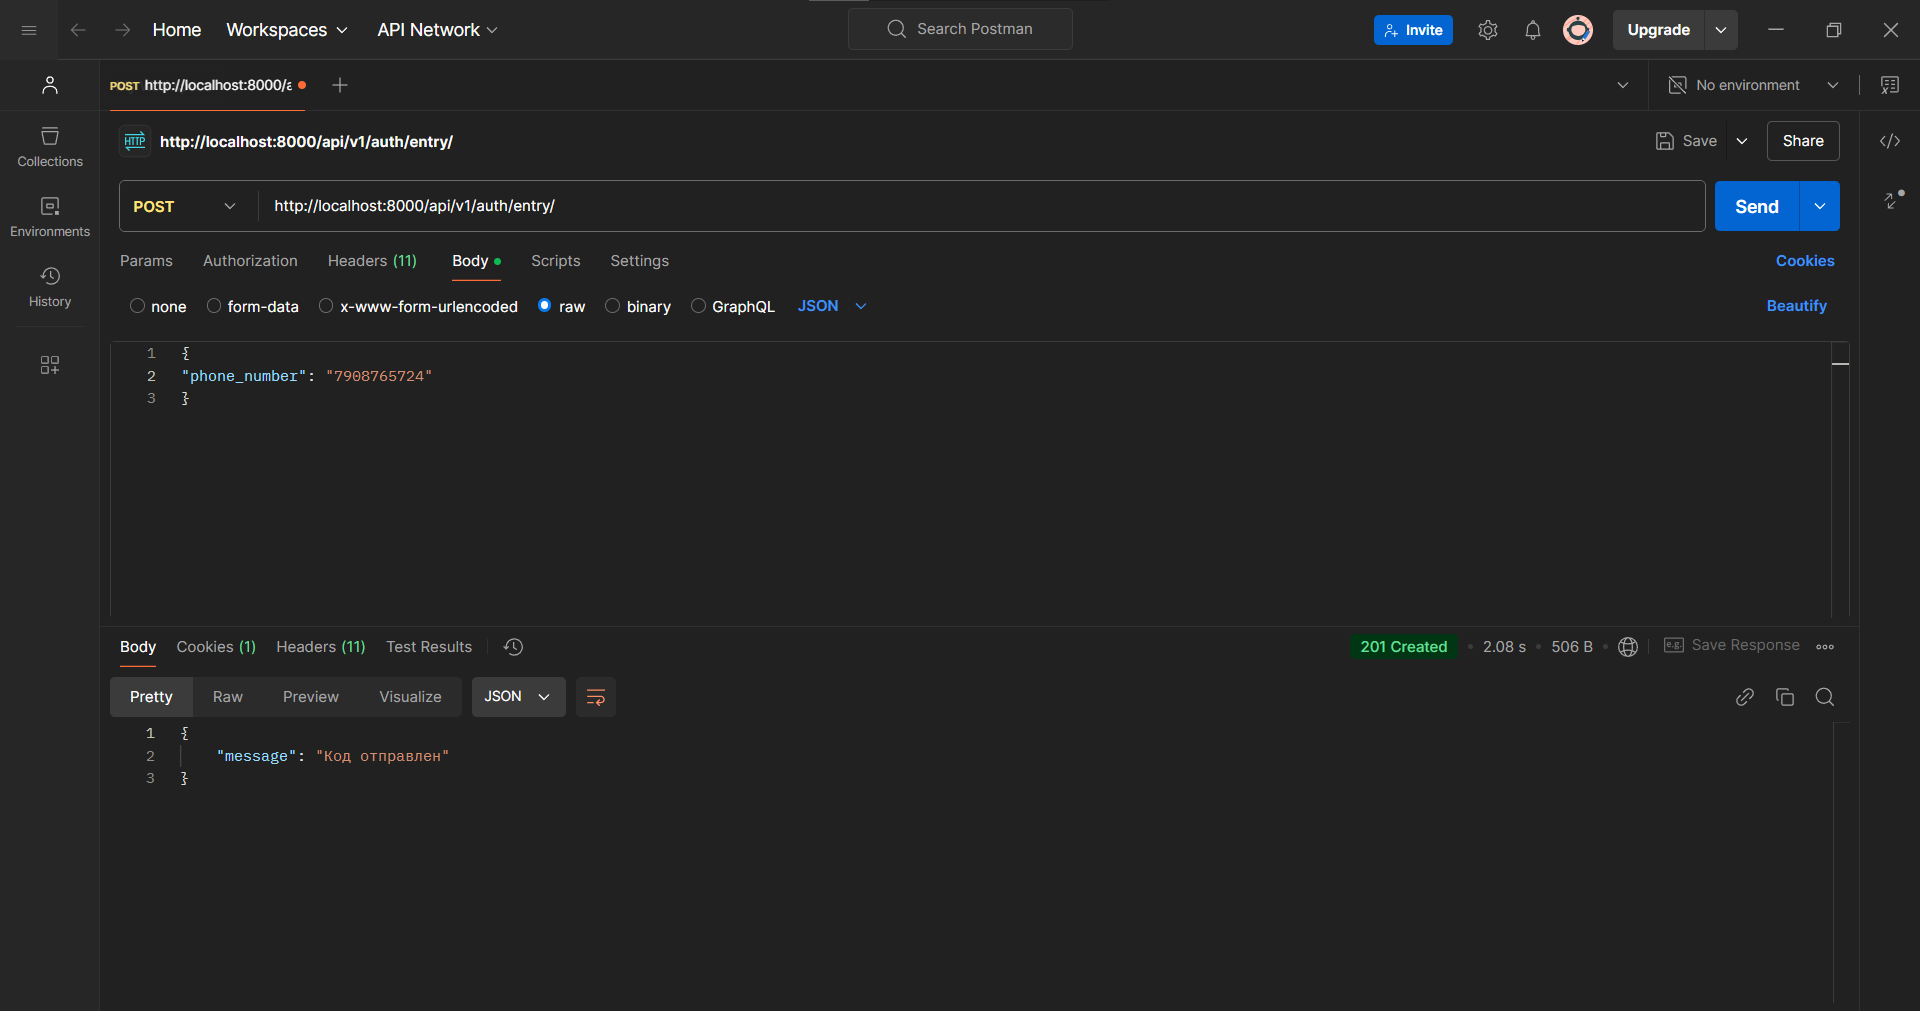 Home Workspaces API Network Search Postman Invite Upgrade
POST http://localhost:8000/a No environment
Collections
Environments
History
HTTP http://localhost:8000/api/v1/auth/entry/ Save Share
POST http://localhost:8000/api/v1/auth/entry/ Send
Params Authorization Headers (11) Body Scripts Settings Cookies
none form-data x-www-form-urlencoded raw binary GraphQL JSON Beautify
1 {
2 "phone_number": "7908765724"
3 }
Body Cookies (1) Headers (11) Test Results 201 Created 2.08 s 506 B e.g. Save Response
Pretty Raw Preview Visualize JSON
1 {
2 "message": "Код отправлен"
3 }